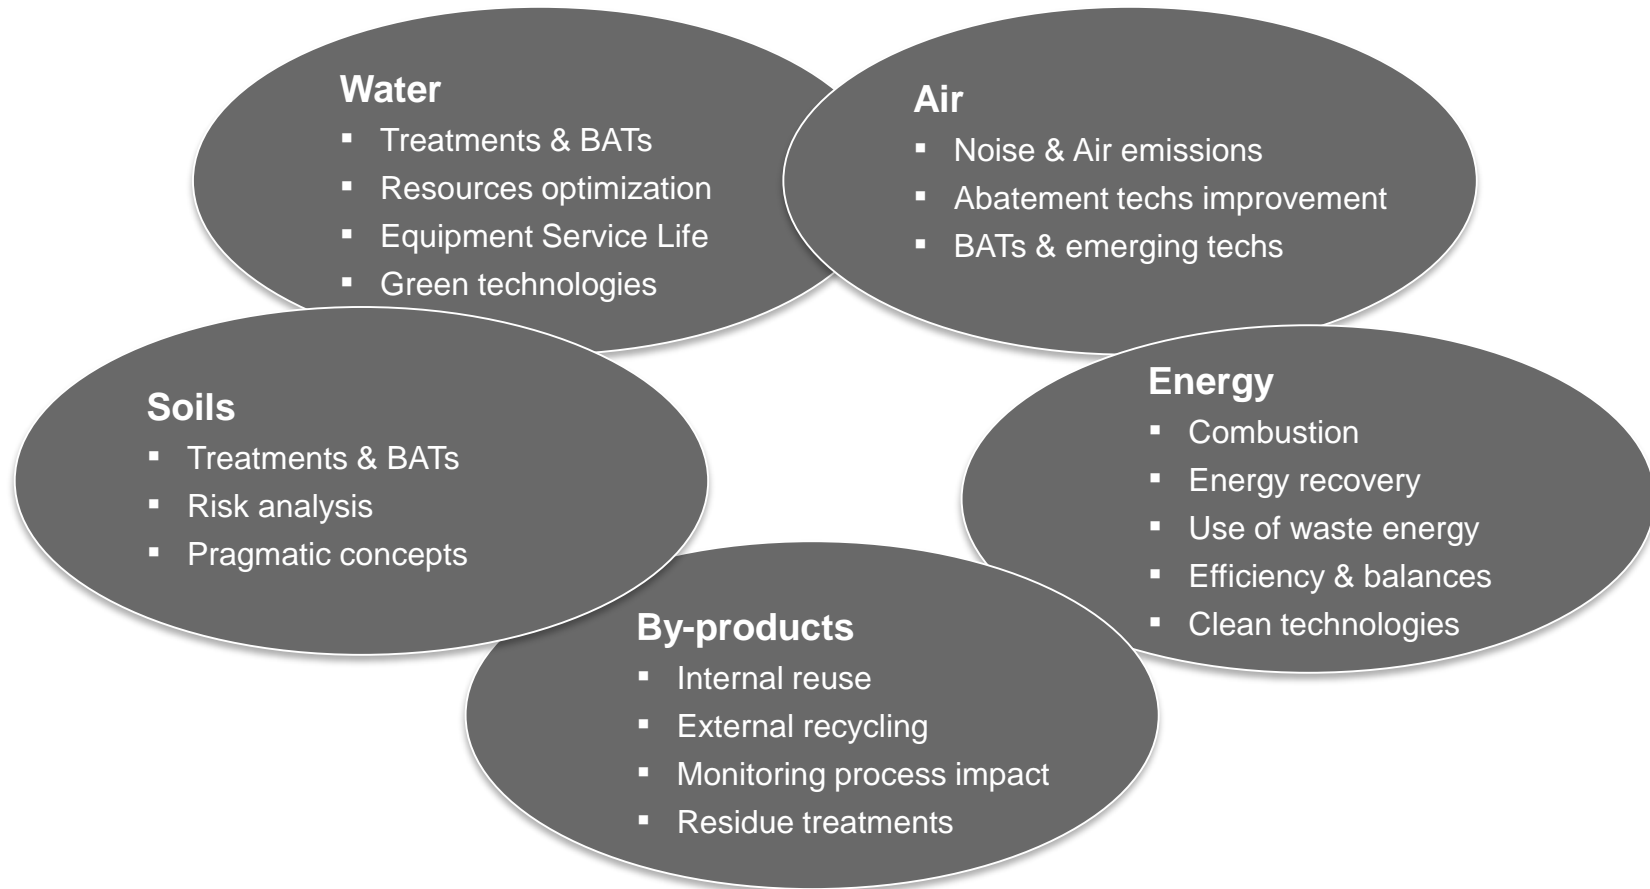 Water
▪ Treatments & BATs
▪ Resources optimization
▪ Equipment Service Life
▪ Green technologies
Air
▪ Noise & Air emissions
▪ Abatement techs improvement
▪ BATs & emerging techs
Soils
▪ Treatments & BATs
▪ Risk analysis
▪ Pragmatic concepts
Energy
▪ Combustion
▪ Energy recovery
▪ Use of waste energy
▪ Efficiency & balances
▪ Clean technologies
By-products
▪ Internal reuse
▪ External recycling
▪ Monitoring process impact
▪ Residue treatments